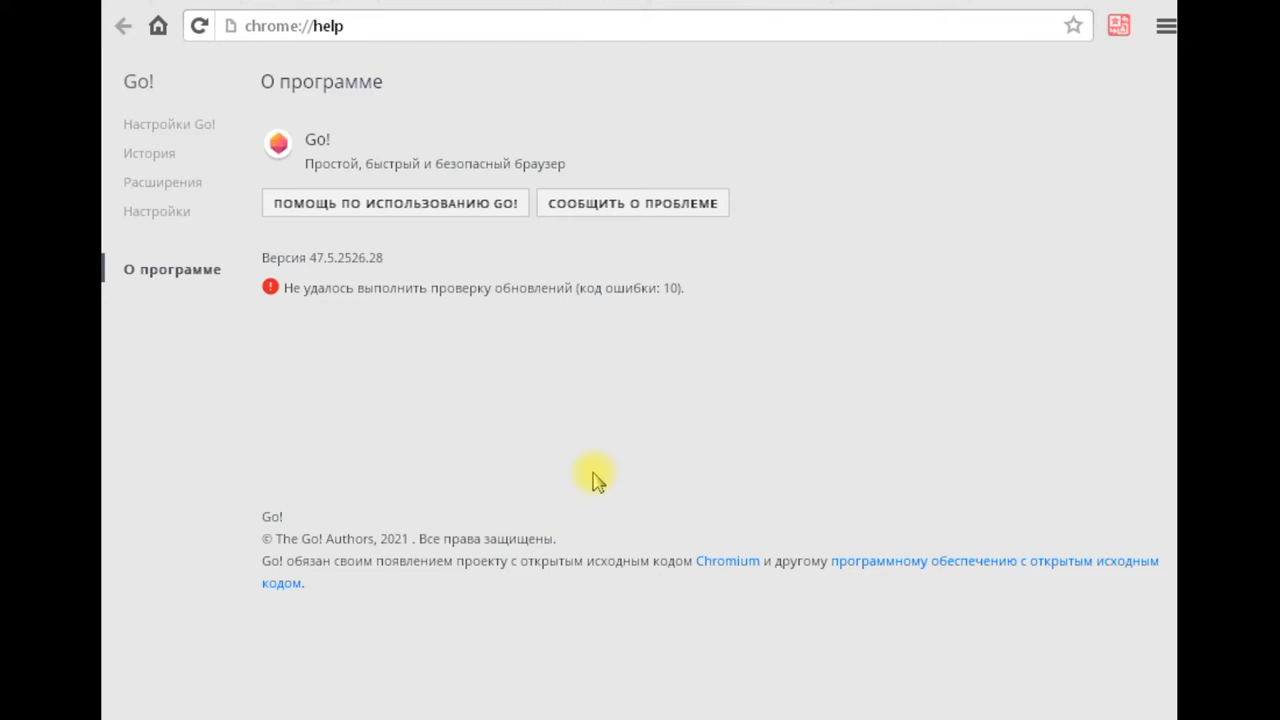 chrome://help
Go!
О программе
Настройки Go!
История
Расширения
Настройки
О программе
Go!
Простой, быстрый и безопасный браузер
ПОМОЩЬ ПО ИСПОЛЬЗОВАНИЮ GO!
СООБЩИТЬ О ПРОБЛЕМЕ
Версия 47.5.2526.28
Не удалось выполнить проверку обновлений (код ошибки: 10).
Go!
© The Go! Authors, 2021 . Все права защищены.
Go! обязан своим появлением проекту с открытым исходным кодом Chromium и другому программному обеспечению с открытым исходным
кодом.